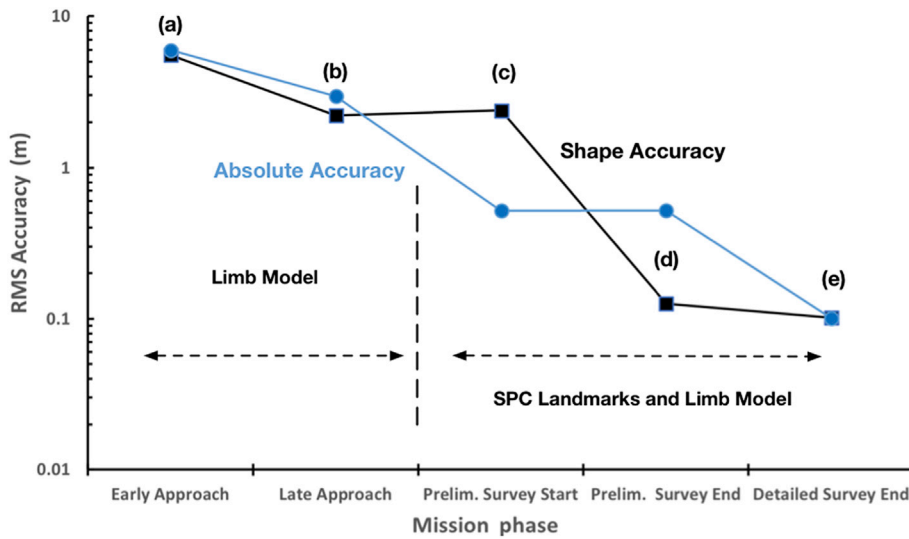 10
(a)
(b)
(c)
Shape Accuracy
1
Absolute Accuracy
RMS Accuracy (m)
(d)
(e)
Limb Model
0.1
SPC Landmarks and Limb Model
0.01
Early Approach
Late Approach
Prelim. Survey Start
Prelim. Survey End
Detailed Survey End
Mission phase